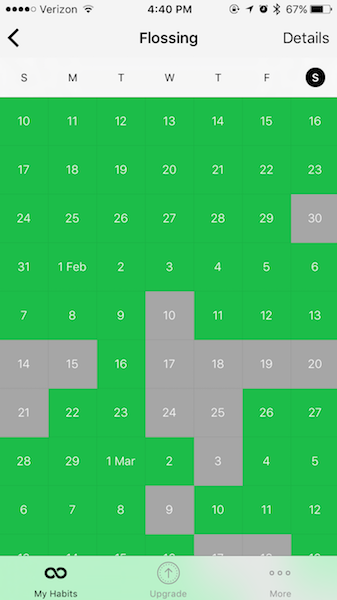 Verizon 4:40 PM 67%
Flossing Details
S M T W T F S
10 11 12 13 14 15 16
17 18 19 20 21 22 23
24 25 26 27 28 29 30
31 1 Feb 2 3 4 5 6
7 8 9 10 11 12 13
14 15 16 17 18 19 20
21 22 23 24 25 26 27
28 29 1 Mar 2 3 4 5
6 7 8 9 10 11 12
My Habits Upgrade More